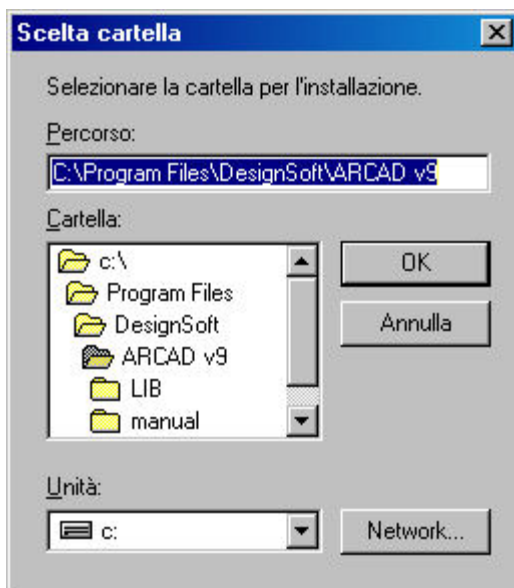 Scelta cartella
Selezionare la cartella per l'installazione.
Percorso:
C:\Program Files\DesignSoft\ARCAD v9
Cartella:
c:\
OK
Program Files
DesignSoft
Annulla
ARCAD v9
LIB
manual
Unità:
c:
Network...